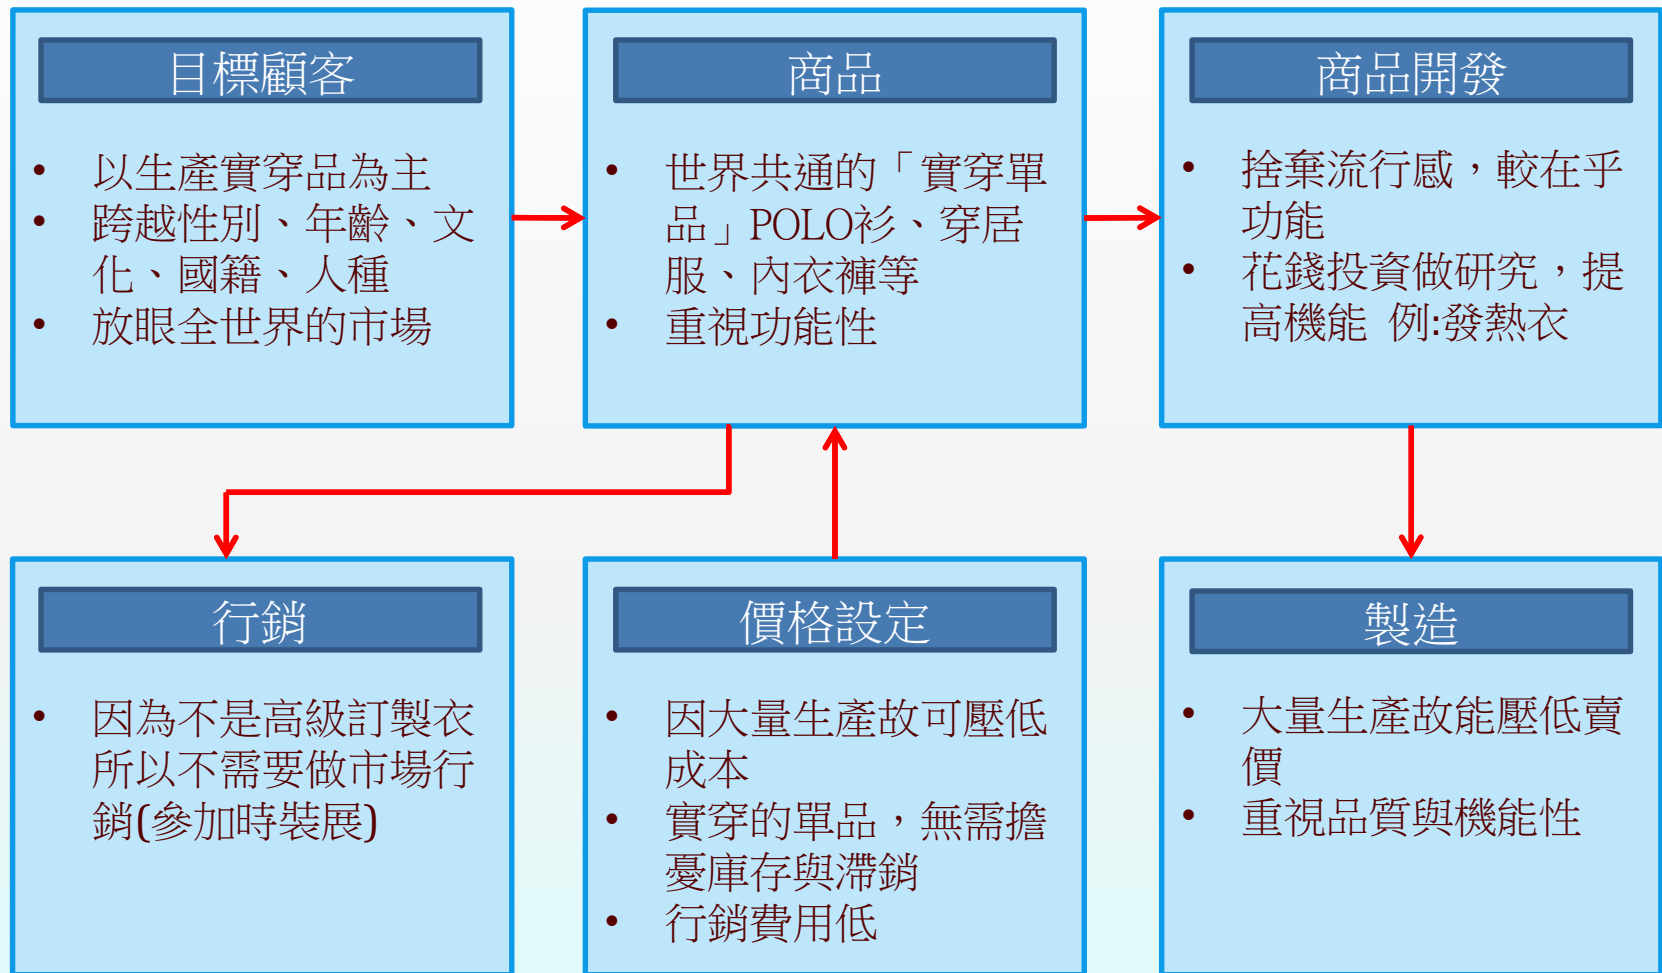 目標顧客
• 以生產實穿品為主
• 跨越性別、年齡、文
化、國籍、人種
• 放眼全世界的市場
商品
• 世界共通的「實穿單
品」POLO衫、穿居
服、內衣褲等
• 重視功能性
商品開發
• 捨棄流行感，較在乎
功能
• 花錢投資做研究，提
高機能 例:發熱衣
行銷
• 因為不是高級訂製衣
所以不需要做市場行
銷(參加時裝展)
價格設定
• 因大量生產故可壓低
成本
• 實穿的單品，無需擔
憂庫存與滯銷
• 行銷費用低
製造
• 大量生產故能壓低賣
價
• 重視品質與機能性